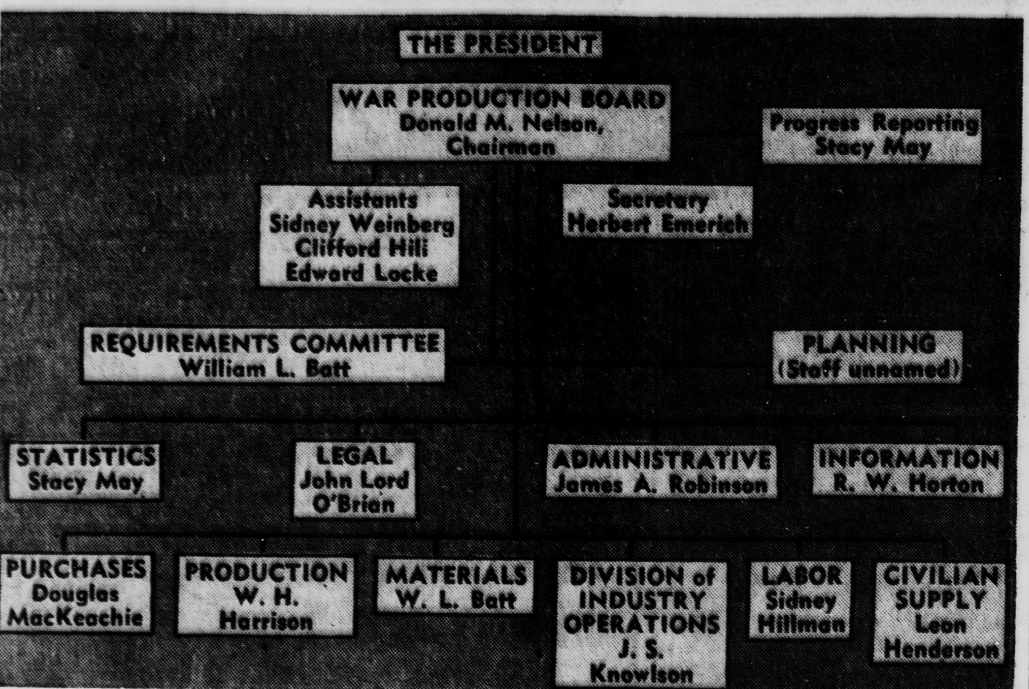 THE PRESIDENT
WAR PRODUCTION BOARD
Donald M. Nelson,
Chairman
Progress Reporting
Stacy May
Assistants
Sidney Weinberg
Clifford Hill
Edward Locke
Secretary
Herbert Emerich
REQUIREMENTS COMMITTEE
William L. Batt
PLANNING
(Staff unnamed)
STATISTICS
Stacy May
LEGAL
John Lord
O'Brian
ADMINISTRATIVE
James A. Robinson
INFORMATION
R. W. Horton
PURCHASES
Douglas
MacKeachie
PRODUCTION
W. H.
Harrison
MATERIALS
W. L. Batt
DIVISION of
INDUSTRY
OPERATIONS
J. S.
Knowlson
LABOR
Sidney
Hillman
CIVILIAN
SUPPLY
Leon
Henderson